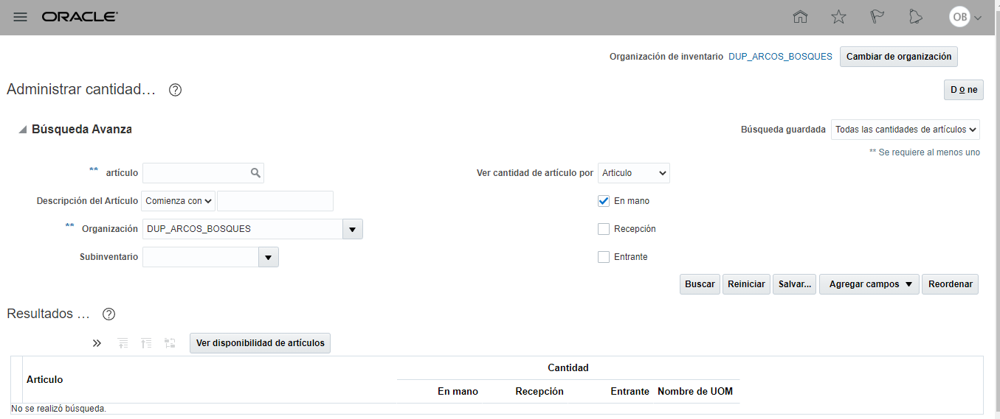 ORACLE
OB
Organización de inventario DUP_ARCOS_BOSQUES Cambiar de organización
Administrar cantidad... ?
D o ne
Búsqueda Avanza
Búsqueda guardada Todas las cantidades de artículos
** Se requiere al menos uno
** artículo
Ver cantidad de artículo por Articulo
Descripción del Artículo Comienza con
En mano
** Organización DUP_ARCOS_BOSQUES
Recepción
Subinventario
Entrante
Buscar Reiniciar Salvar... Agregar campos Reordenar
Resultados ... ?
» Ver disponibilidad de artículos
Cantidad
Articulo
En mano Recepción Entrante Nombre de UOM
No se realizó búsqueda.